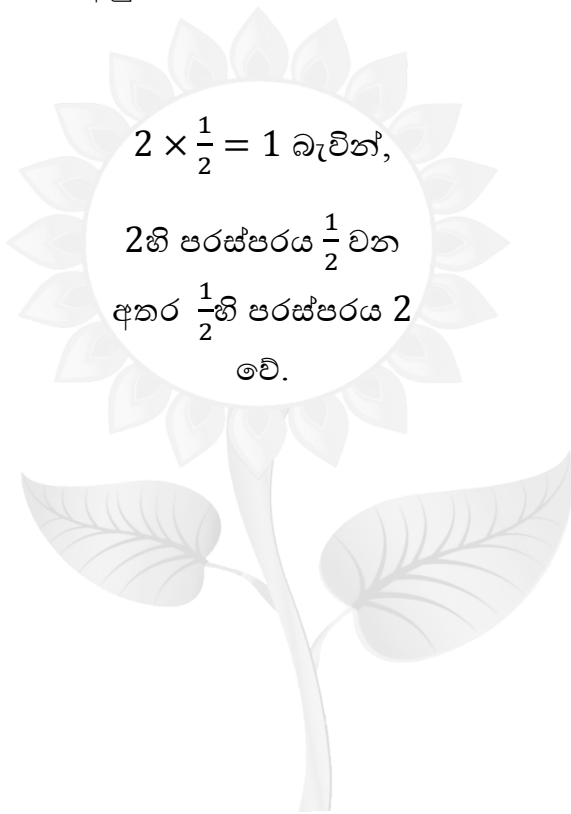 2 × 1/2 = 1 බැවින්,
2හි පරස්පරය 1/2 වන
අතර 1/2හි පරස්පරය 2
වේ.